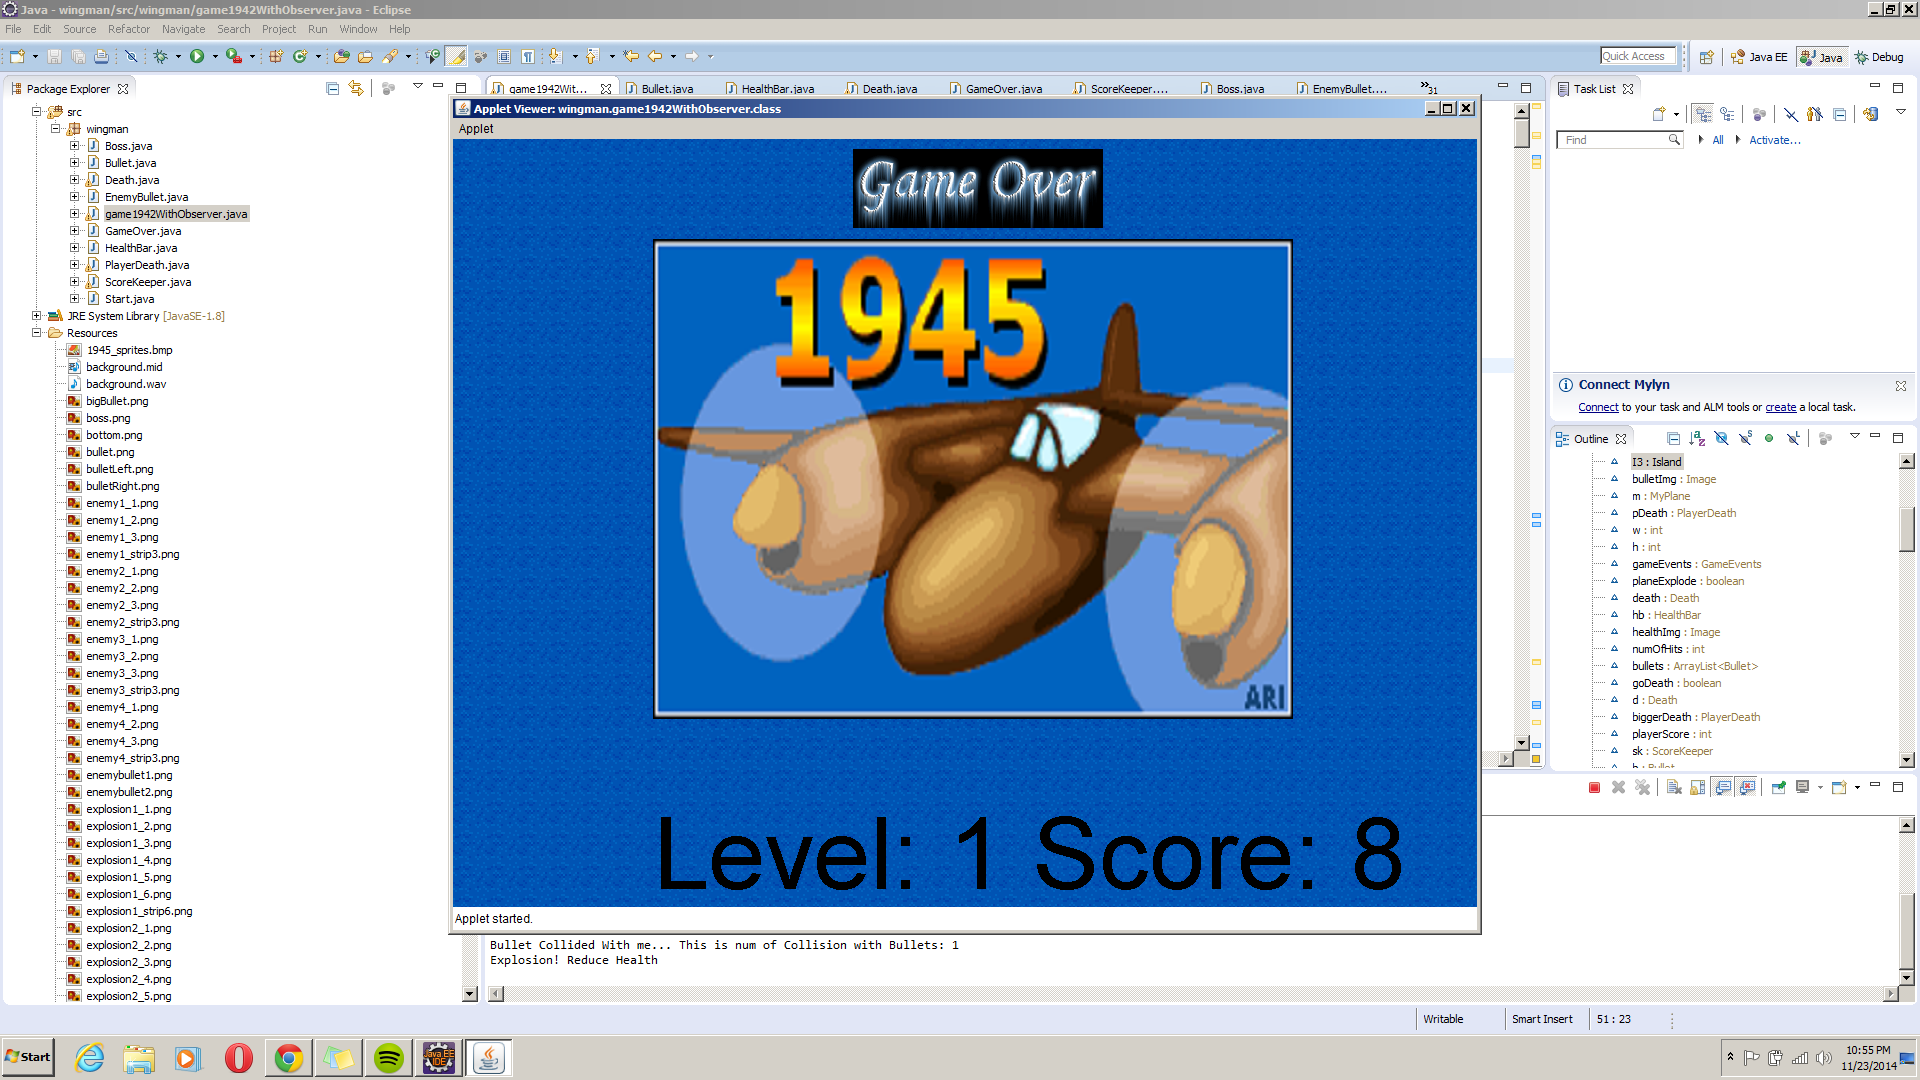 Java - wingman/src/wingman/game1942WithObserver.java - Eclipse
File Edit Source Refactor Navigate Search Project Run Window Help
Quick Access Java EE Java Debug
Package Explorer
game1942Wit... Bullet.java HealthBar.java Death.java GameOver.java ScoreKeeper.... Boss.java EnemyBullet.... »31
Task List
Applet Viewer: wingman.game1942WithObserver.class
Applet
Find All Activate...
src
wingman
Boss.java
Bullet.java
Death.java
EnemyBullet.java
game1942WithObserver.java
GameOver.java
HealthBar.java
PlayerDeath.java
ScoreKeeper.java
Start.java
JRE System Library [JavaSE-1.8]
Resources
1945_sprites.bmp
background.mid
background.wav
bigBullet.png
boss.png
bottom.png
bullet.png
bulletLeft.png
bulletRight.png
enemy1_1.png
enemy1_2.png
enemy1_3.png
enemy1_strip3.png
enemy2_1.png
enemy2_2.png
enemy2_3.png
enemy2_strip3.png
enemy3_1.png
enemy3_2.png
enemy3_3.png
enemy3_strip3.png
enemy4_1.png
enemy4_2.png
enemy4_3.png
enemy4_strip3.png
enemybullet1.png
enemybullet2.png
explosion1_1.png
explosion1_2.png
explosion1_3.png
explosion1_4.png
explosion1_5.png
explosion1_6.png
explosion1_strip6.png
explosion2_1.png
explosion2_2.png
explosion2_3.png
explosion2_4.png
explosion2_5.png
Game Over
1945
ARI
Level: 1 Score: 8
Applet started.
Bullet Collided With me... This is num of Collision with Bullets: 1
Explosion! Reduce Health
Connect Mylyn
Connect to your task and ALM tools or create a local task.
Outline
I3 : Island
bulletImg : Image
m : MyPlane
pDeath : PlayerDeath
w : int
h : int
gameEvents : GameEvents
planeExplode : boolean
death : Death
hb : HealthBar
healthImg : Image
numOfHits : int
bullets : ArrayList<Bullet>
goDeath : boolean
d : Death
biggerDeath : PlayerDeath
playerScore : int
sk : ScoreKeeper
b : Bullet
Writable Smart Insert 51 : 23
Start
Java EE
IDE
10:55 PM
11/23/2014